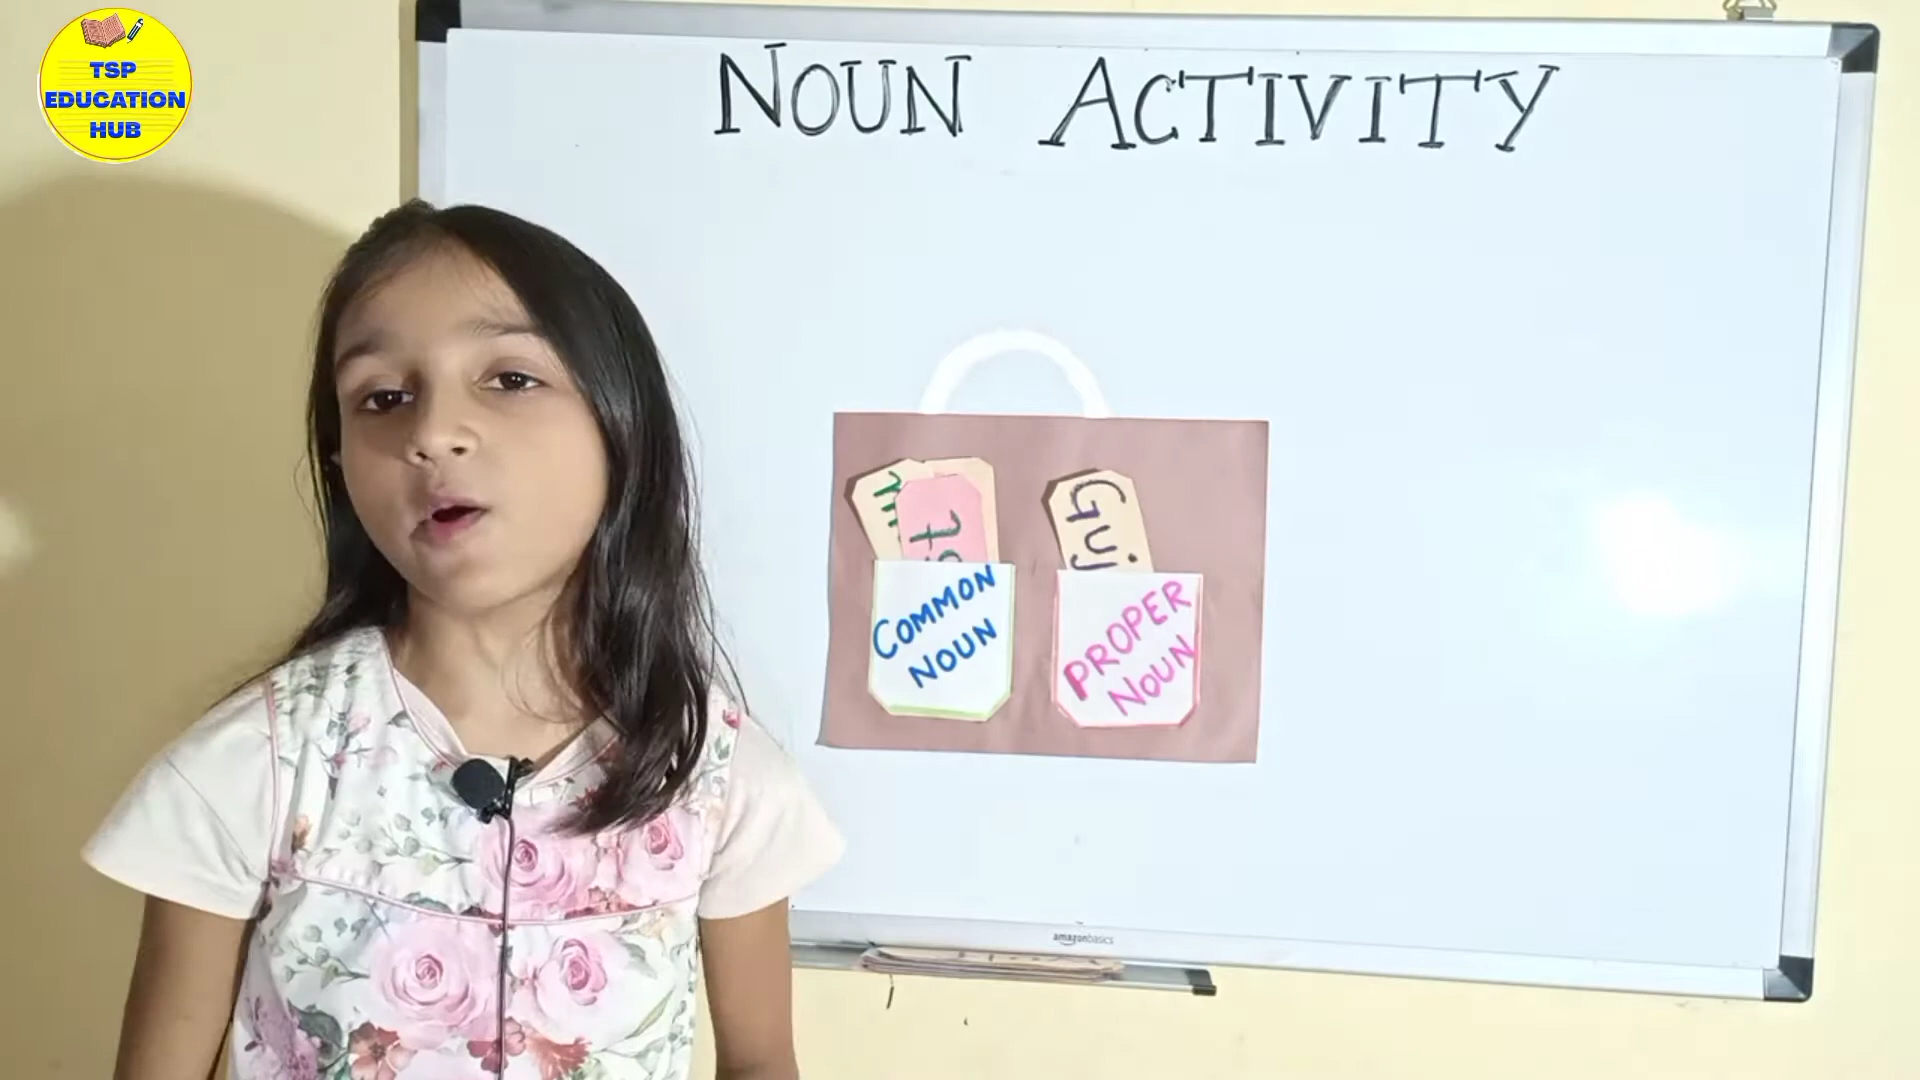 TSP
EDUCATION
HUB
NOUN ACTIVITY
Guj
COMMON
NOUN
PROPER
NOUN
amazonbasics